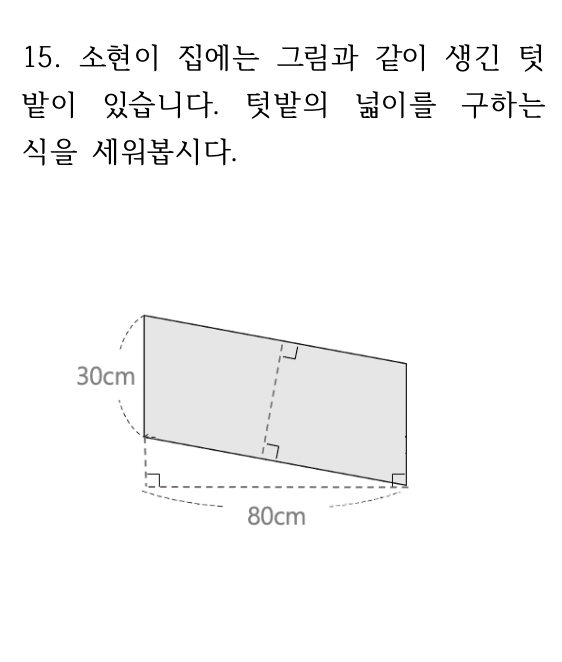 15. 소현이 집에는 그림과 같이 생긴 텃
밭이 있습니다. 텃밭의 넓이를 구하는
식을 세워봅시다.
30cm
80cm